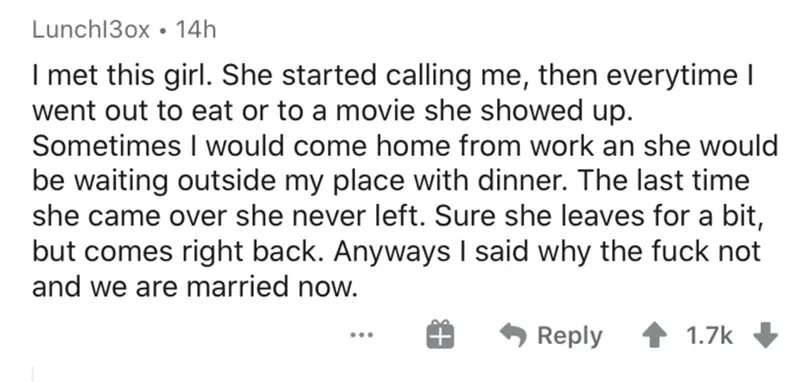 Lunchl3ox • 14h
I met this girl. She started calling me, then everytime I
went out to eat or to a movie she showed up.
Sometimes I would come home from work an she would
be waiting outside my place with dinner. The last time
she came over she never left. Sure she leaves for a bit,
but comes right back. Anyways I said why the fuck not
and we are married now.
... Reply 1.7k